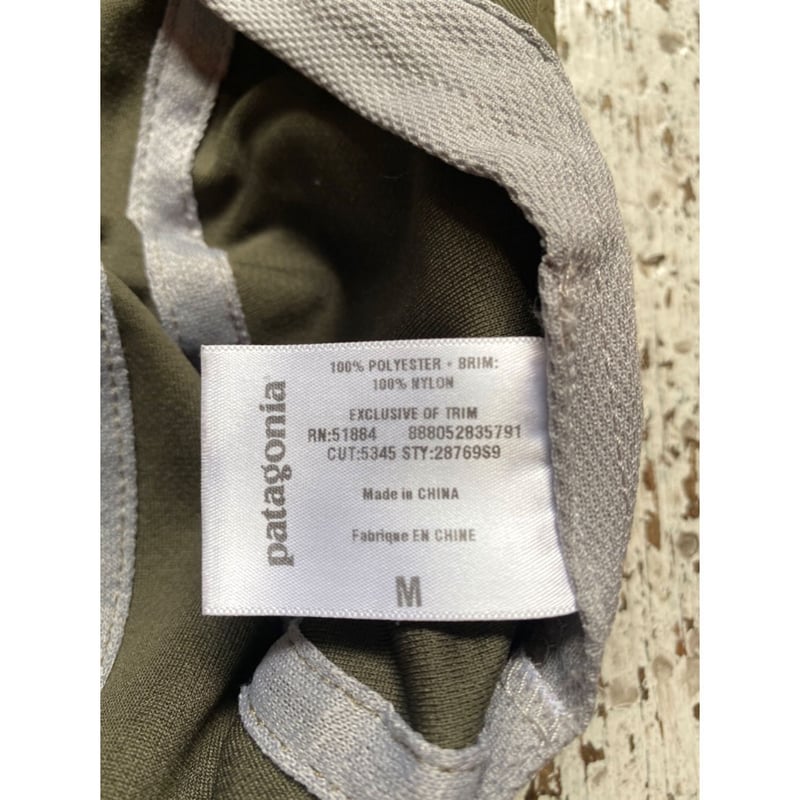 patagonia®
100% POLYESTER • BRIM:
100% NYLON
EXCLUSIVE OF TRIM
RN:51884 888052835791
CUT:5345 STY:28769S9
Made in CHINA
Fabrique EN CHINE
M